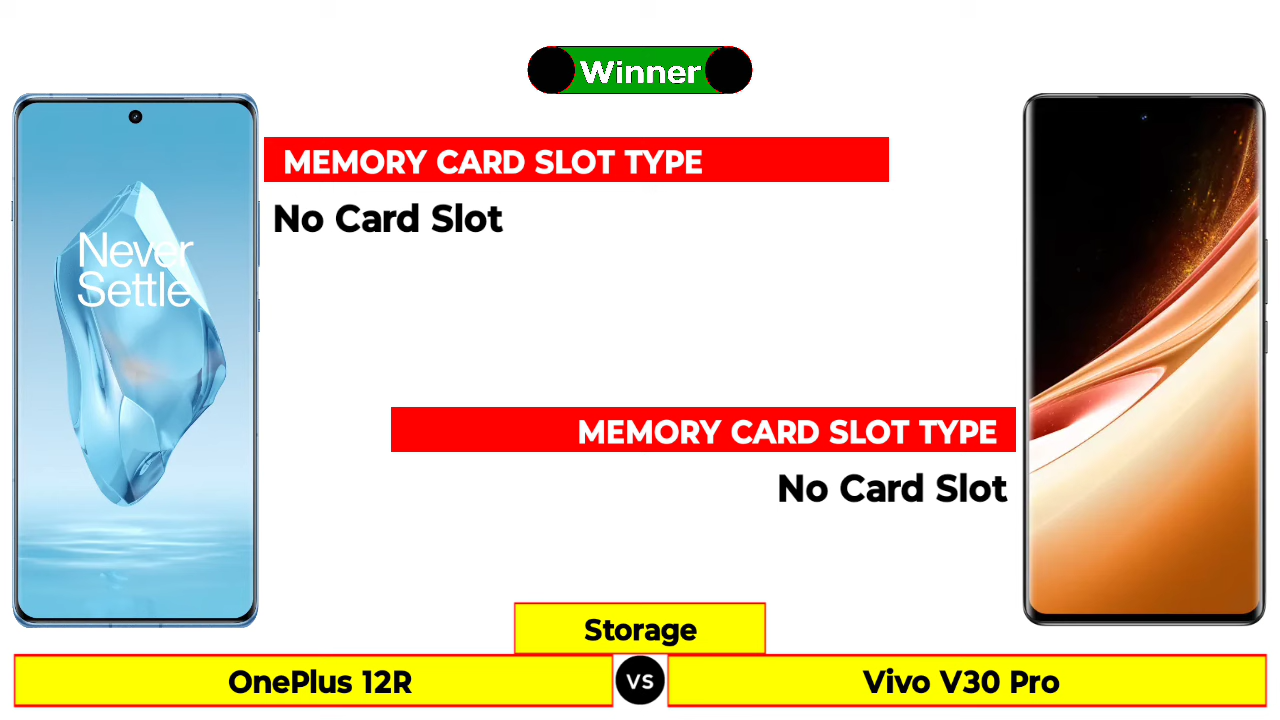 Winner
MEMORY CARD SLOT TYPE
No Card Slot
Never
Settle
MEMORY CARD SLOT TYPE
No Card Slot
Storage
OnePlus 12R
VS
Vivo V30 Pro